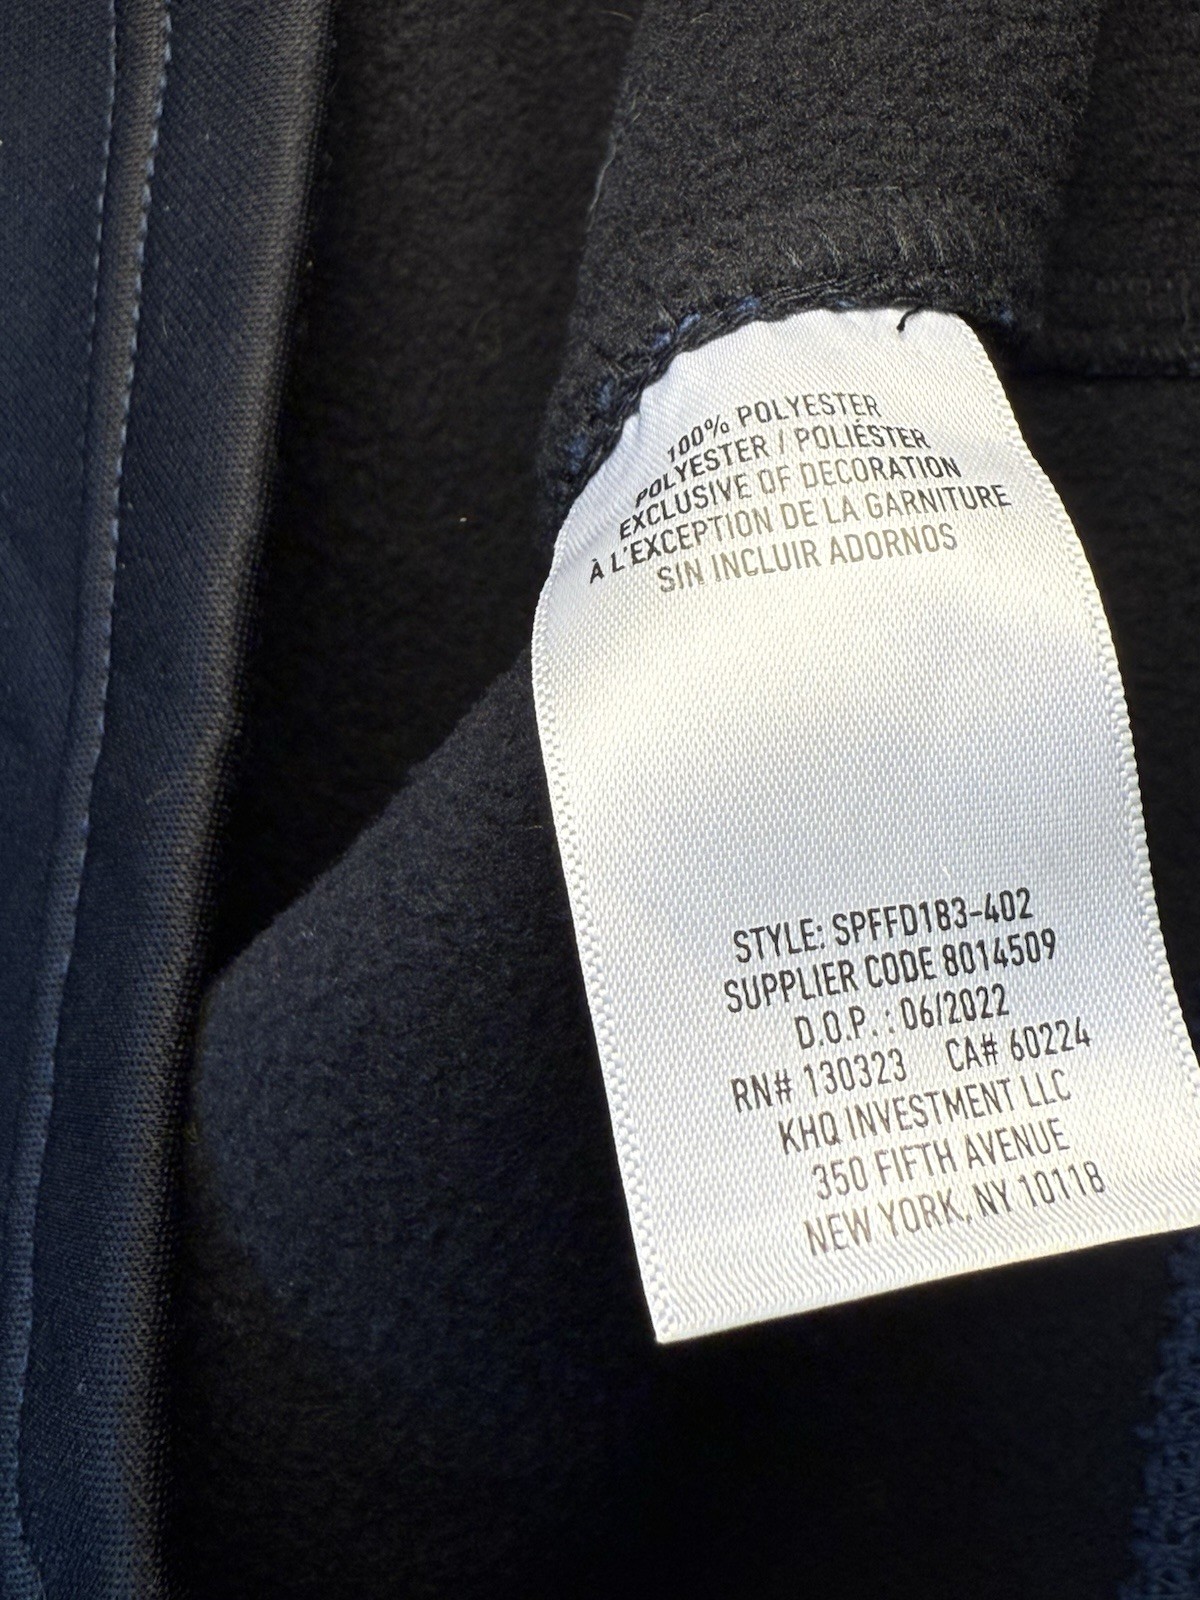 100% POLYESTER
POLYESTER / POLIÉSTER
EXCLUSIVE OF DECORATION
À L'EXCEPTION DE LA GARNITURE
SIN INCLUIR ADORNOS
STYLE: SPFFD183-402
SUPPLIER CODE 8014509
D.O.P. : 06/2022
RN# 130323 CA# 60224
KHQ INVESTMENT LLC
350 FIFTH AVENUE
NEW YORK, NY 10118